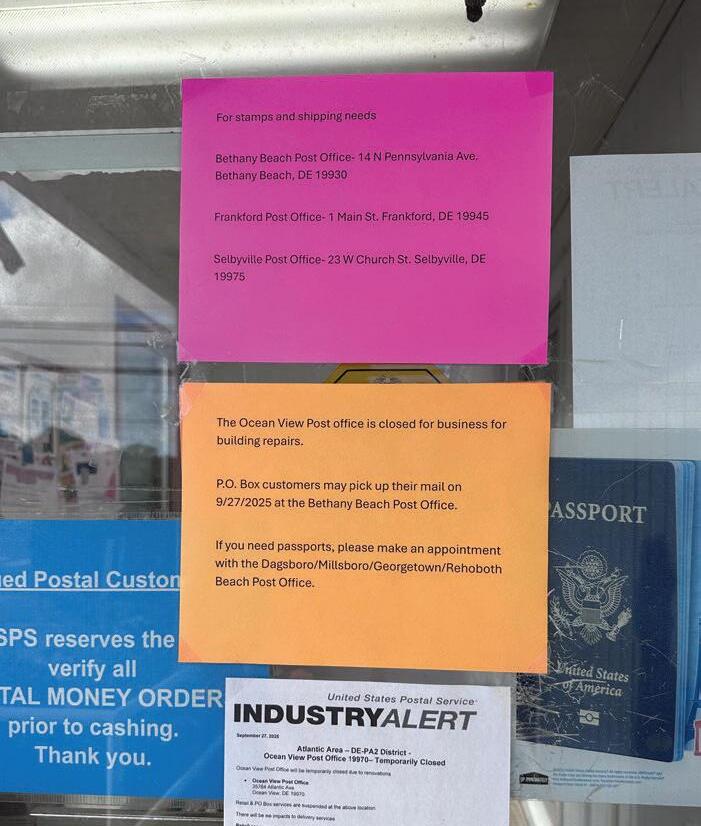 For stamps and shipping needs
Bethany Beach Post Office- 14 N Pennsylvania Ave.
Bethany Beach, DE 19930
Frankford Post Office- 1 Main St. Frankford, DE 19945
Selbyville Post Office- 23 W Church St. Selbyville, DE
19975
The Ocean View Post office is closed for business for
building repairs.
P.O. Box customers may pick up their mail on
9/27/2025 at the Bethany Beach Post Office.
If you need passports, please make an appointment
with the Dagsboro/Millsboro/Georgetown/Rehoboth
Beach Post Office.
ed Postal Custon
SPS reserves the
verify all
TAL MONEY ORDER
prior to cashing.
Thank you.
United States Postal Service
INDUSTRYALERT
September 27, 2025
Atlantic Area – DE-PA2 District -
Ocean View Post Office 19970– Temporarily Closed
Ocean View Post Office will be temporarily closed due to renovations
• Ocean View Post Office
35764 Atlantic Ave
Ocean View, DE 19970
Retail & PO Box services are suspended at the above location
There will be no impacts to delivery services
PASSPORT
United States
of America
ALERT